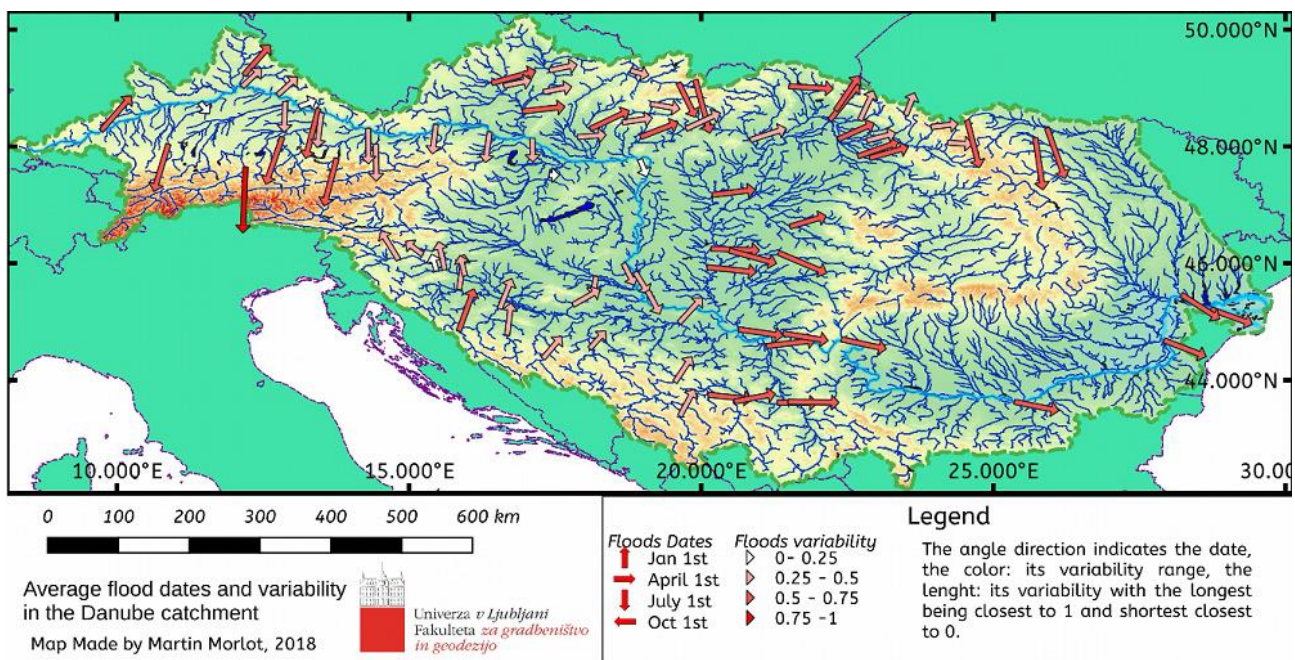 50.000°N
48.000°N
46.000°N
44.000°N
10.000°E
15.000°E
20.000°E
25.000°E
30.00
0
100
200
300
400
500
600 km
Average flood dates and variability
in the Danube catchment
Map Made by Martin Morlot, 2018
Univerza v Ljubljani
Fakulteta za gradbeništvo
in geodezijo
Floods Dates
Jan 1st
April 1st
July 1st
Oct 1st
Floods variability
0- 0.25
0.25 - 0.5
0.5 - 0.75
0.75 -1
Legend
The angle direction indicates the date,
the color: its variability range, the
lenght: its variability with the longest
being closest to 1 and shortest closest
to 0.